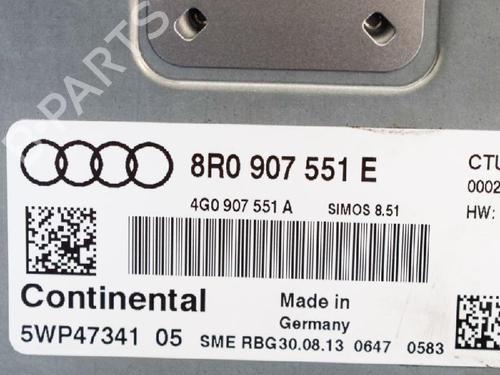 B-PARTS
8R0 907 551 E
4G0 907 551 A SIMOS 8.51
CTU
0002
HW:
Continental
Made in
Germany
5WP47341 05 SME RBG30.08.13 0647 0583